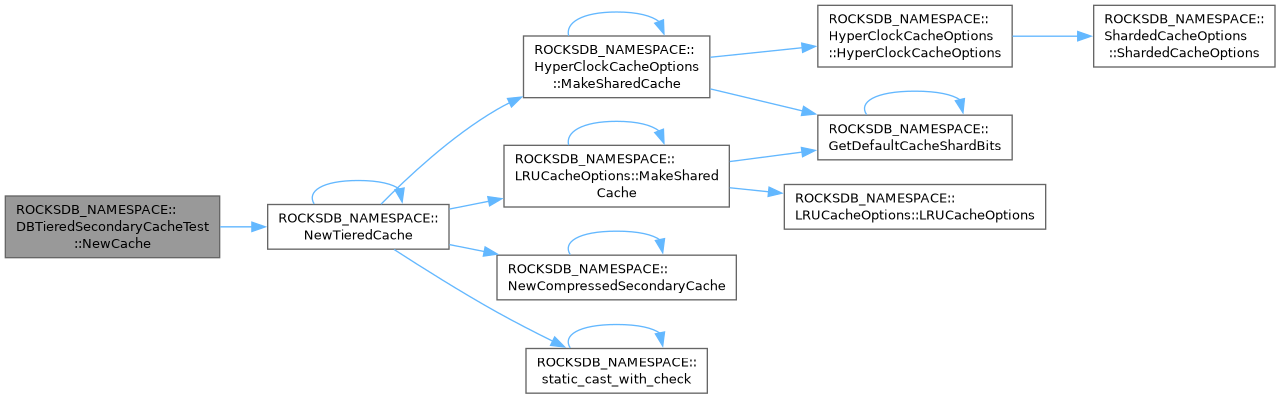 ROCKSDB_NAMESPACE::
DBTieredSecondaryCacheTest
::NewCache
ROCKSDB_NAMESPACE::
NewTieredCache
ROCKSDB_NAMESPACE::
HyperClockCacheOptions
::MakeSharedCache
ROCKSDB_NAMESPACE::
HyperClockCacheOptions
::HyperClockCacheOptions
ROCKSDB_NAMESPACE::
ShardedCacheOptions
::ShardedCacheOptions
ROCKSDB_NAMESPACE::
GetDefaultCacheShardBits
ROCKSDB_NAMESPACE::
LRUCacheOptions::MakeShared
Cache
ROCKSDB_NAMESPACE::
LRUCacheOptions::LRUCacheOptions
ROCKSDB_NAMESPACE::
NewCompressedSecondaryCache
ROCKSDB_NAMESPACE::
static_cast_with_check